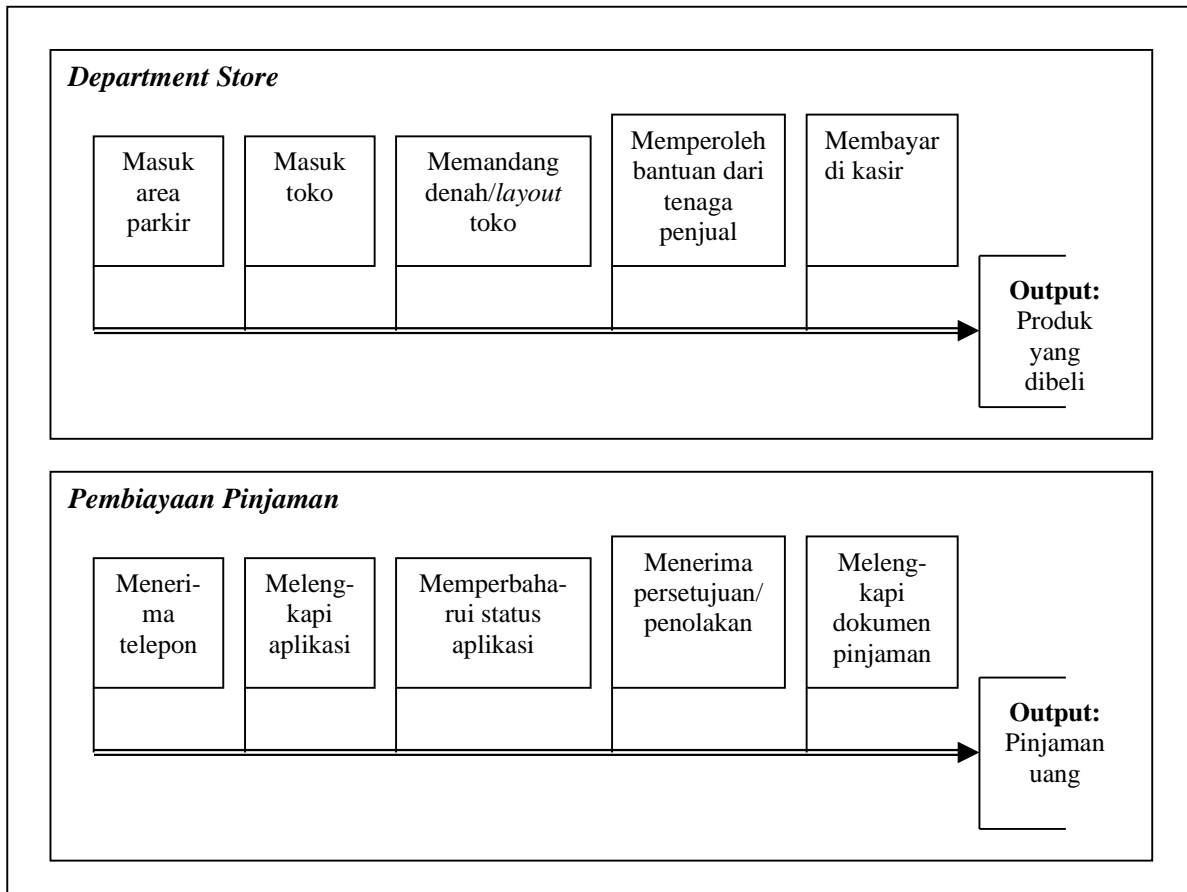 Department Store
Masuk
area
parkir
Masuk
toko
Memandang
denah/layout
toko
Memperoleh
bantuan dari
tenaga
penjual
Membayar
di kasir
Output:
Produk
yang
dibeli
Pembiayaan Pinjaman
Meneri-
ma
telepon
Meleng-
kapi
aplikasi
Memperbaha-
rui status
aplikasi
Menerima
persetujuan/
penolakan
Meleng-
kapi
dokumen
pinjaman
Output:
Pinjaman
uang